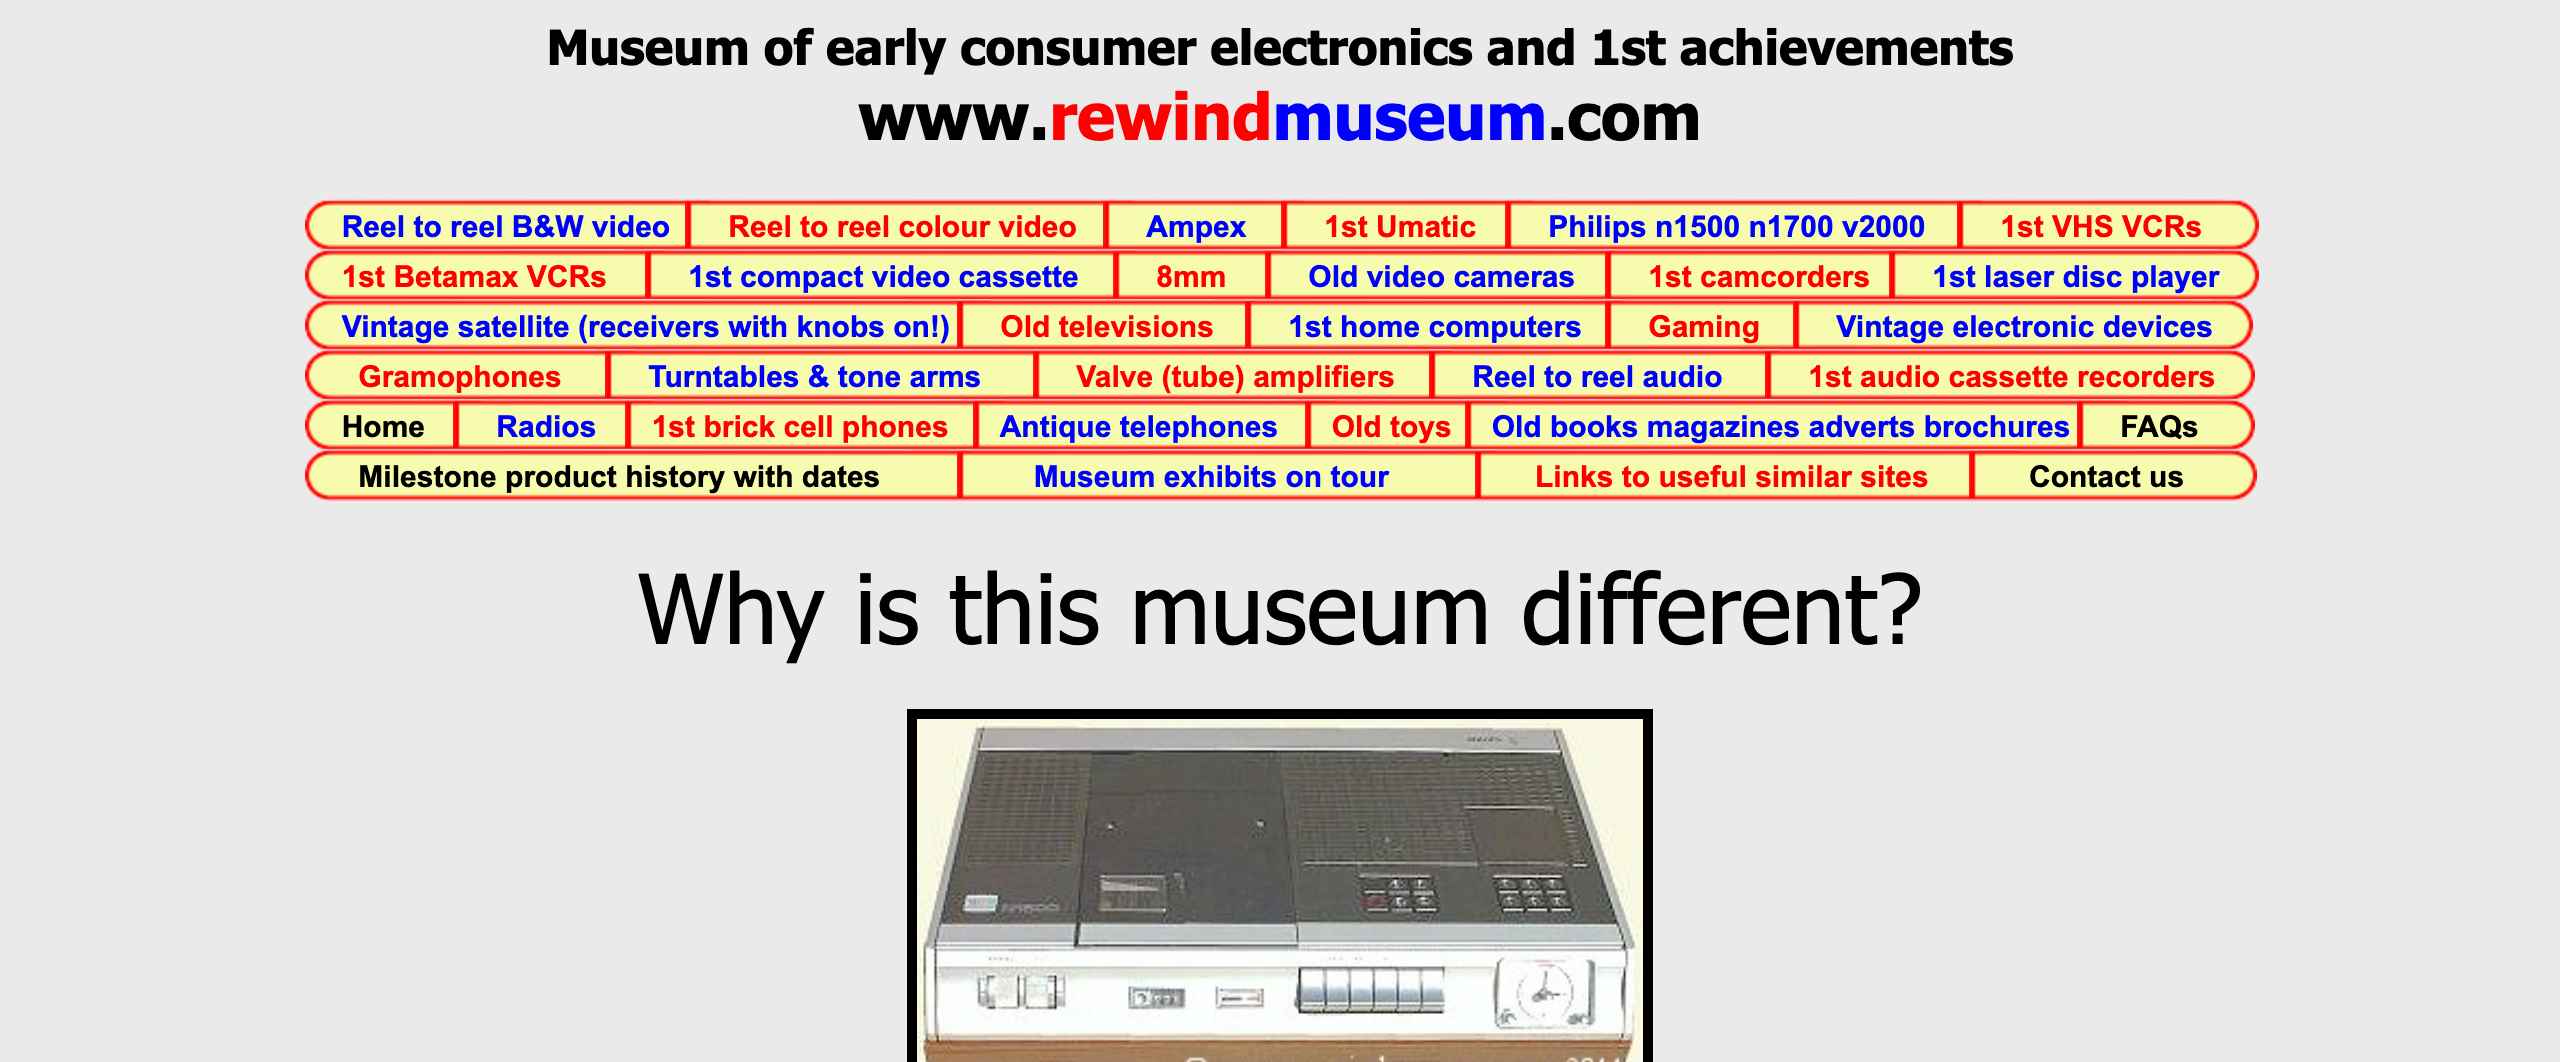 Museum of early consumer electronics and 1st achievements
www.rewindmuseum.com
Reel to reel B&W video Reel to reel colour video Ampex 1st Umatic Philips n1500 n1700 v2000 1st VHS VCRs
1st Betamax VCRs 1st compact video cassette 8mm Old video cameras 1st camcorders 1st laser disc player
Vintage satellite (receivers with knobs on!) Old televisions 1st home computers Gaming Vintage electronic devices
Gramophones Turntables & tone arms Valve (tube) amplifiers Reel to reel audio 1st audio cassette recorders
Home Radios 1st brick cell phones Antique telephones Old toys Old books magazines adverts brochures FAQs
Milestone product history with dates Museum exhibits on tour Links to useful similar sites Contact us
Why is this museum different?